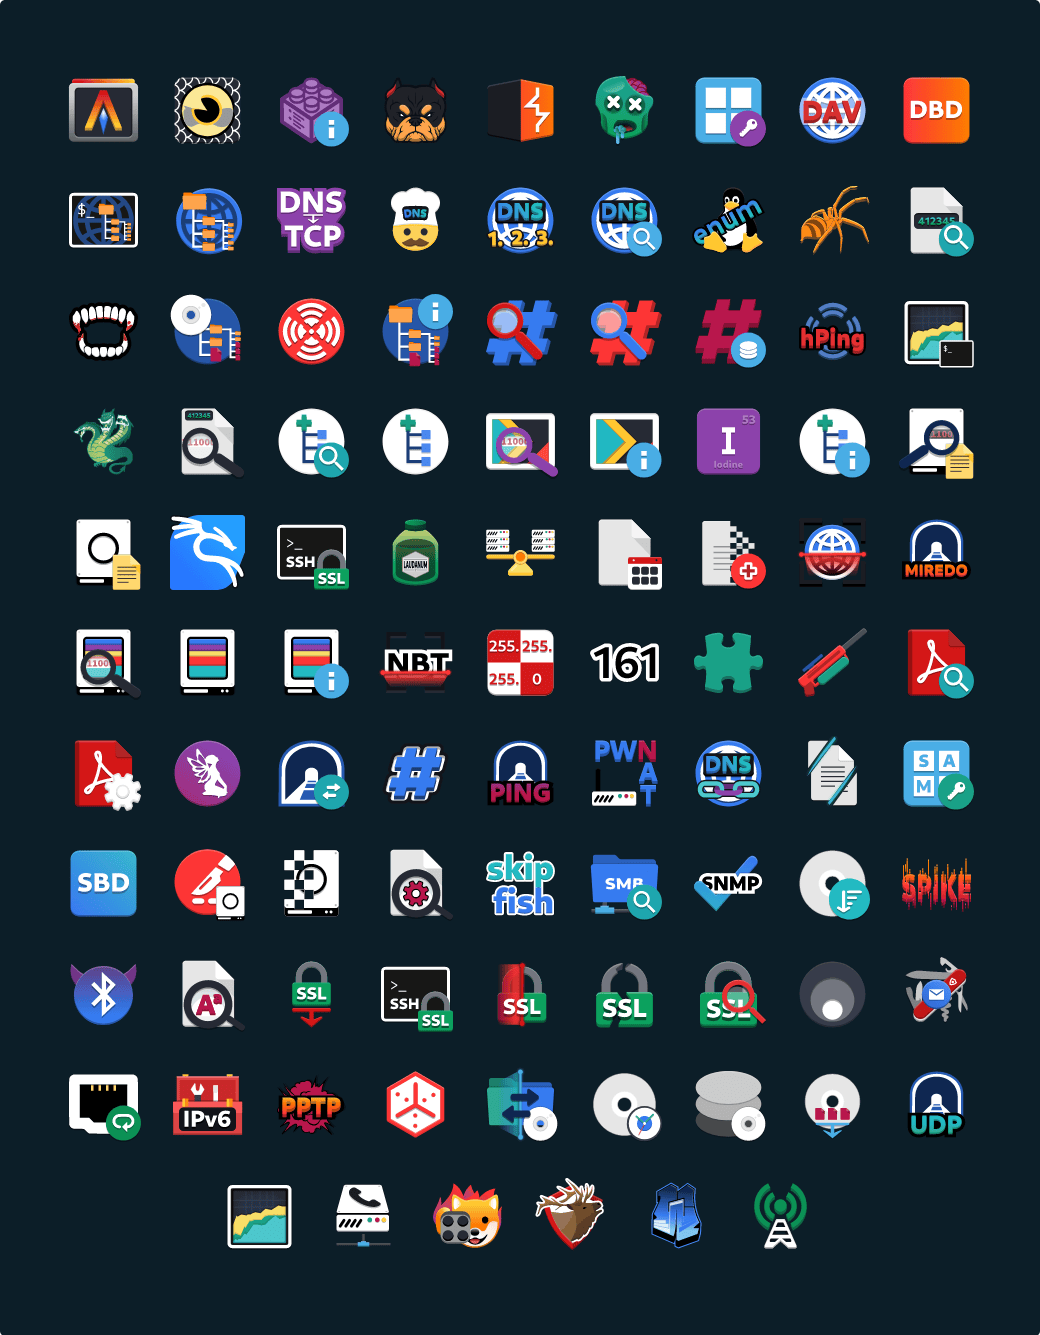 DAV
DBD
$_
DNS
TCP
DNS
DNS
1. 2. 3.
DNS
enum
412345
hPing
$_
412345
1100
1100
I
53
Iodine
1100
>_
SSH
SSL
LAUDANUM
MIREDO
1100
NBT
255.
255.
255.
0
161
PING
PWN
A
T
DNS
S
A
M
SBD
skip
fish
SMB
SNMP
SPIKE
Aª
SSL
>_
SSH
SSL
SSL
SSL
SSL
IPv6
PPTP
UDP